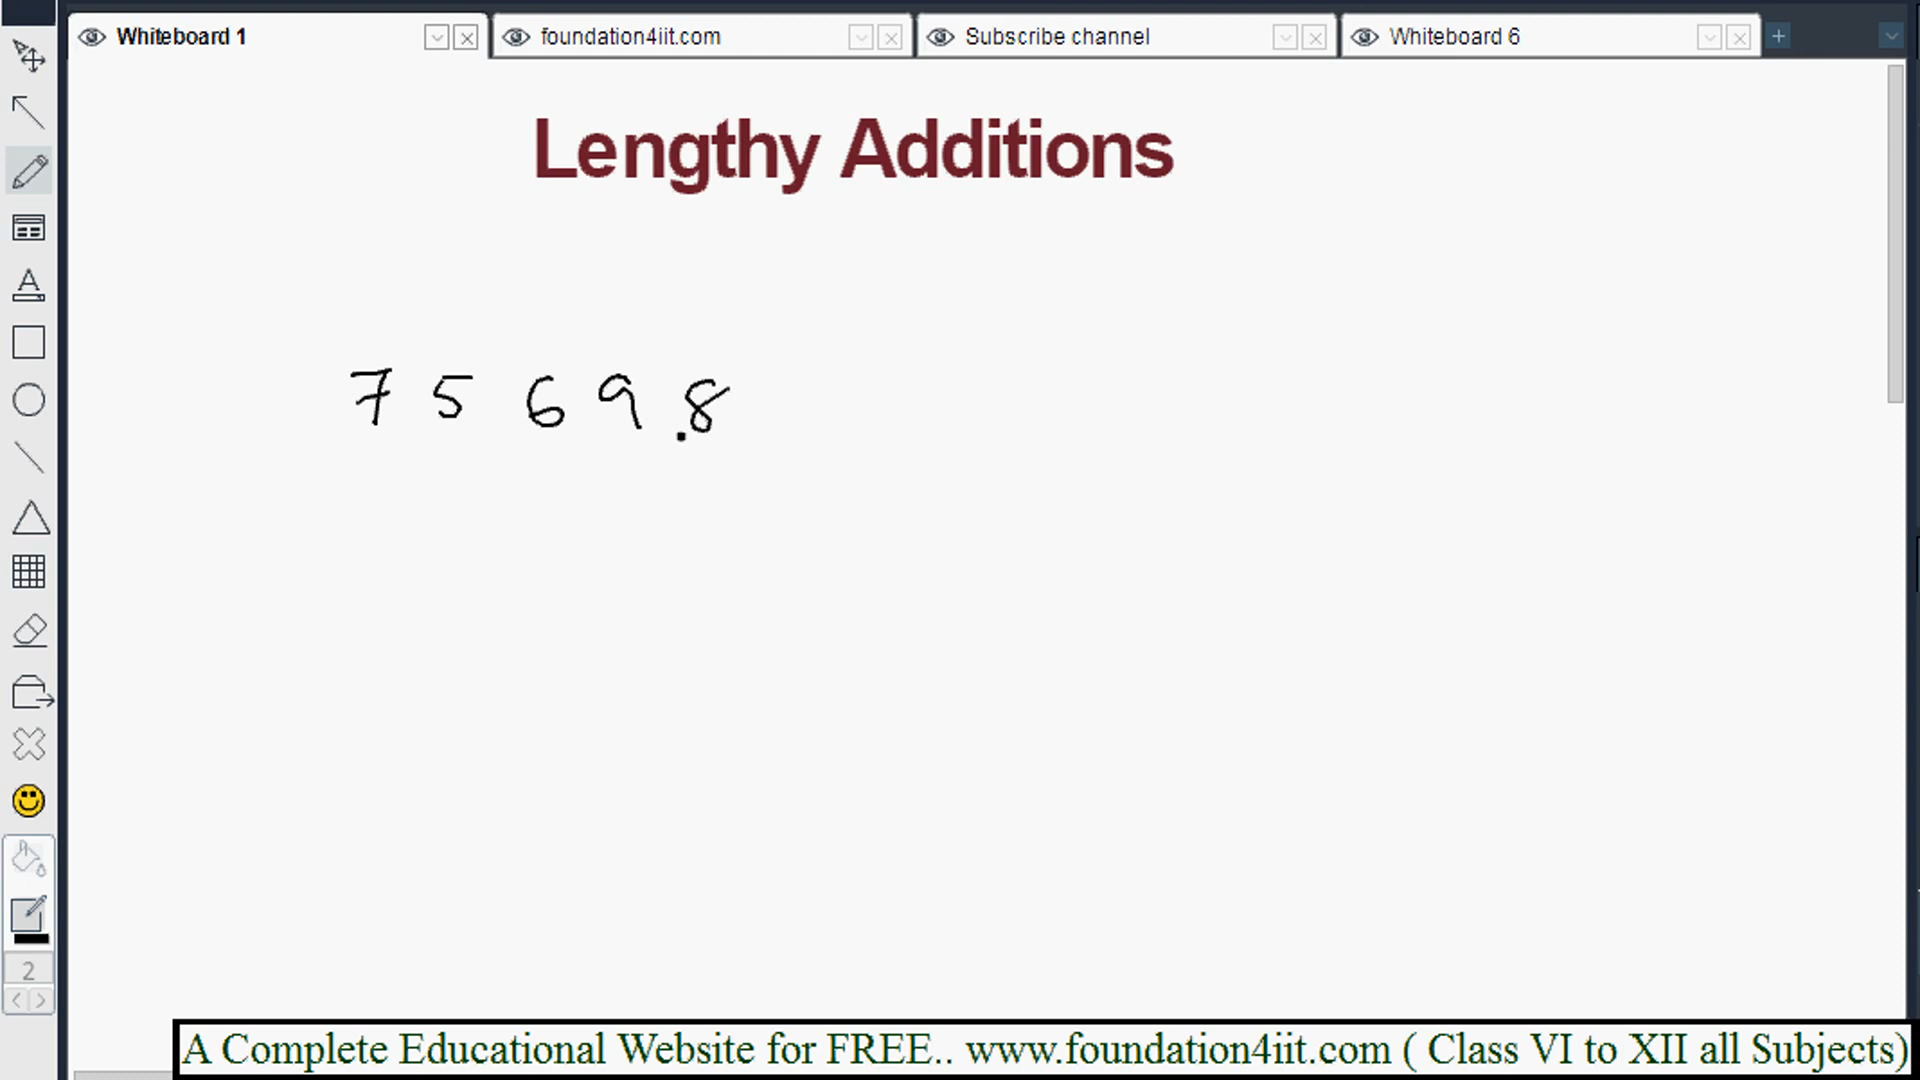 Whiteboard 1 foundation4iit.com Subscribe channel Whiteboard 6
Lengthy Additions
7 5 6 9 8
2
A Complete Educational Website for FREE.. www.foundation4iit.com ( Class VI to XII all Subjects)